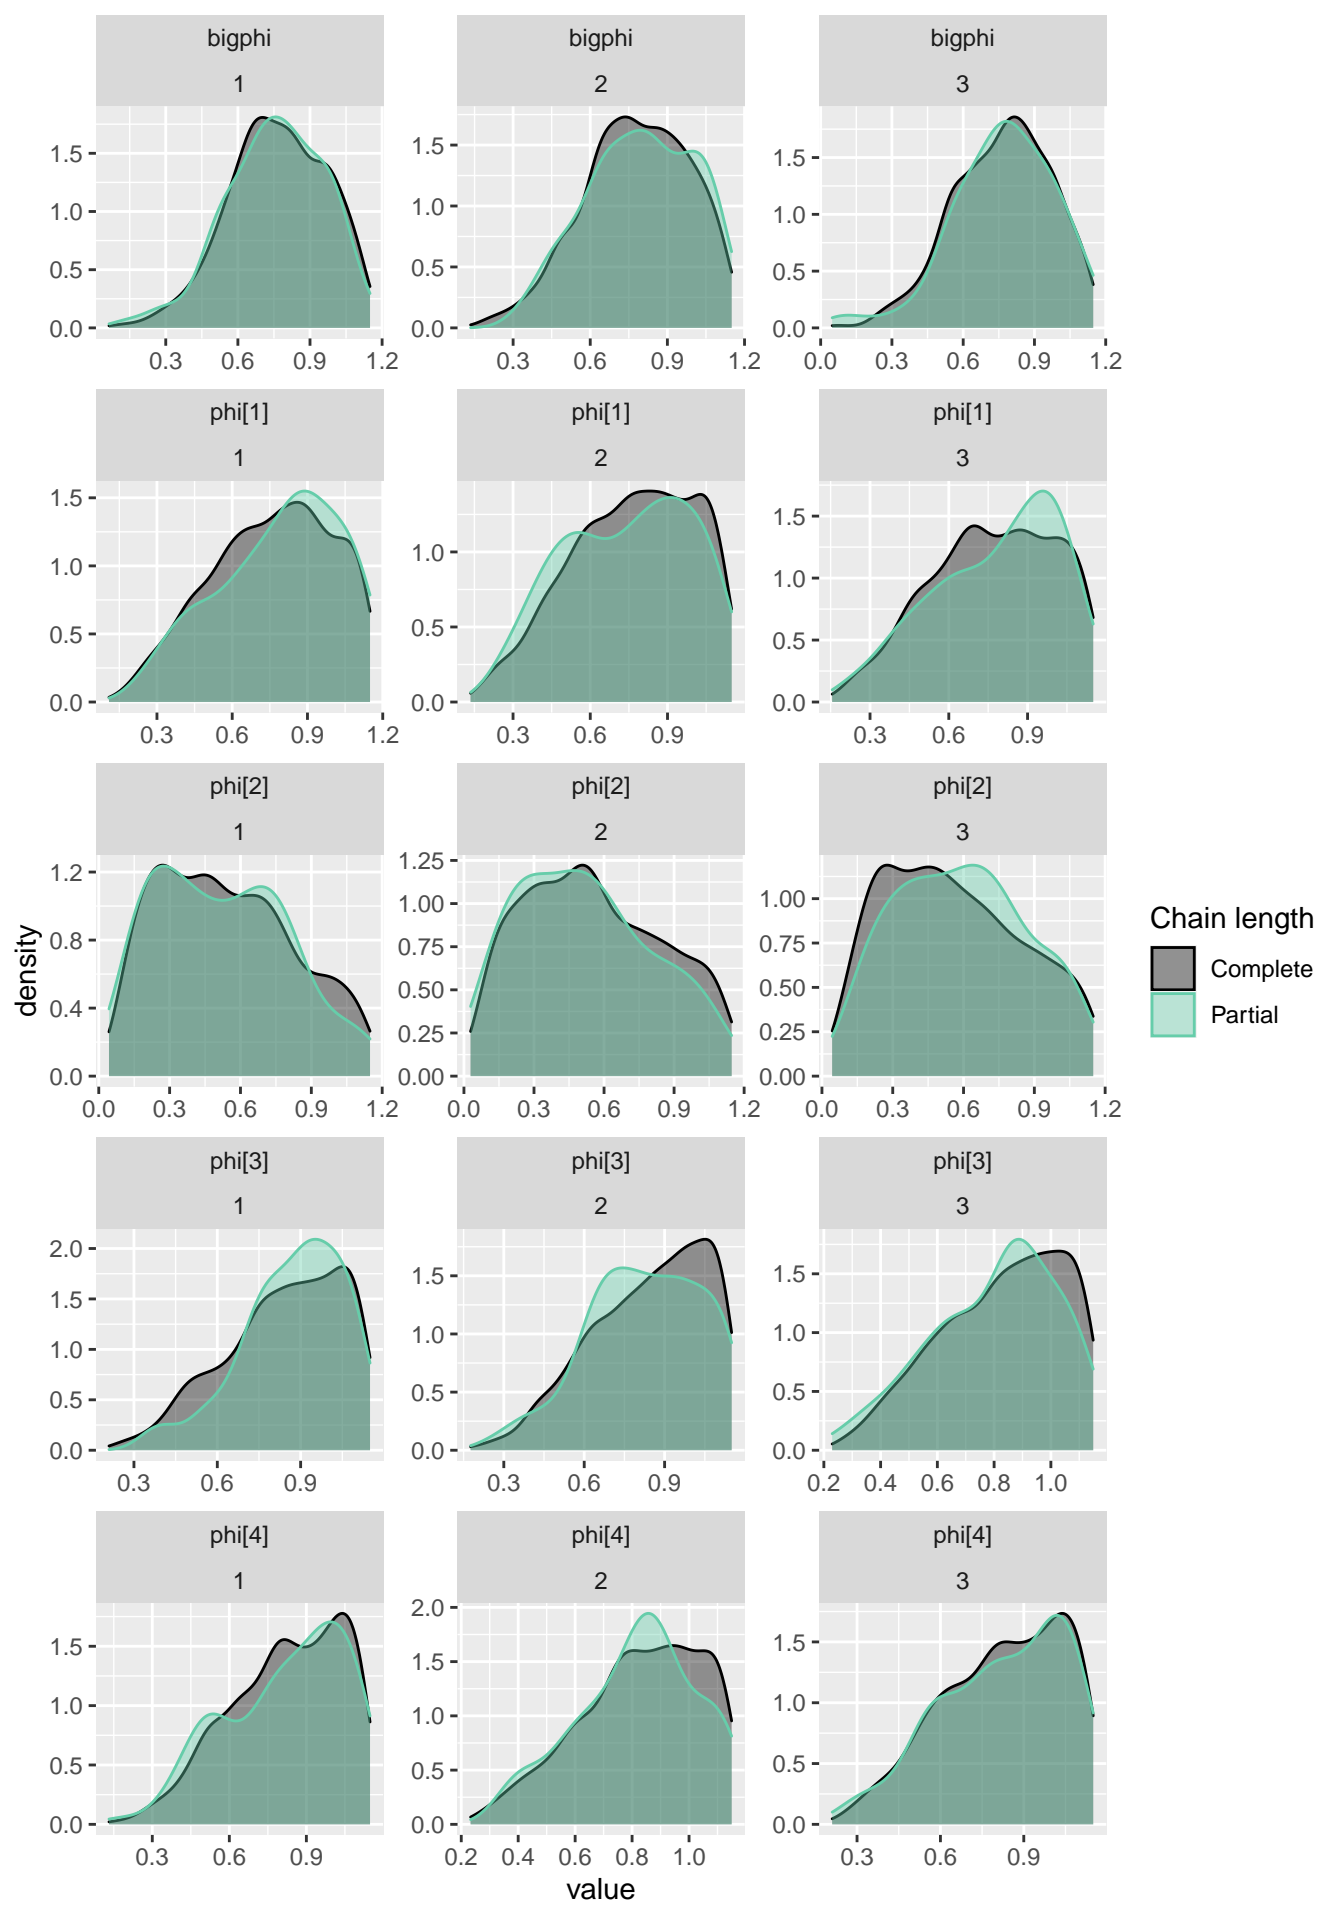 bigphi bigphi bigphi
1 2 3
1.5 1.5 1.5
1.0 1.0 1.0
0.5 0.5 0.5
0.0 0.0 0.0
0.3 0.6 0.9 1.2 0.3 0.6 0.9 1.2 0.0 0.3 0.6 0.9 1.2
phi[1] phi[1] phi[1]
1 2 3
1.5 1.5
1.0 1.0 1.0
0.5 0.5 0.5
0.0 0.0 0.0
0.3 0.6 0.9 1.2 0.3 0.6 0.9 0.3 0.6 0.9
phi[2] phi[2] phi[2]
1 2 3
1.2 1.25
1.00 1.00
0.8 0.75 0.75
0.50 0.50
0.4 0.25 0.25
0.0 0.00 0.00
0.0 0.3 0.6 0.9 1.2 0.0 0.3 0.6 0.9 1.2 0.0 0.3 0.6 0.9 1.2
density
Chain length
Complete
Partial
phi[3] phi[3] phi[3]
1 2 3
2.0
1.5 1.5 1.5
1.0 1.0 1.0
0.5 0.5 0.5
0.0 0.0 0.0
0.3 0.6 0.9 0.3 0.6 0.9 0.2 0.4 0.6 0.8 1.0
phi[4] phi[4] phi[4]
1 2 3
2.0
1.5 1.5 1.5
1.0 1.0 1.0
0.5 0.5 0.5
0.0 0.0 0.0
0.3 0.6 0.9 0.2 0.4 0.6 0.8 1.0 0.3 0.6 0.9
value